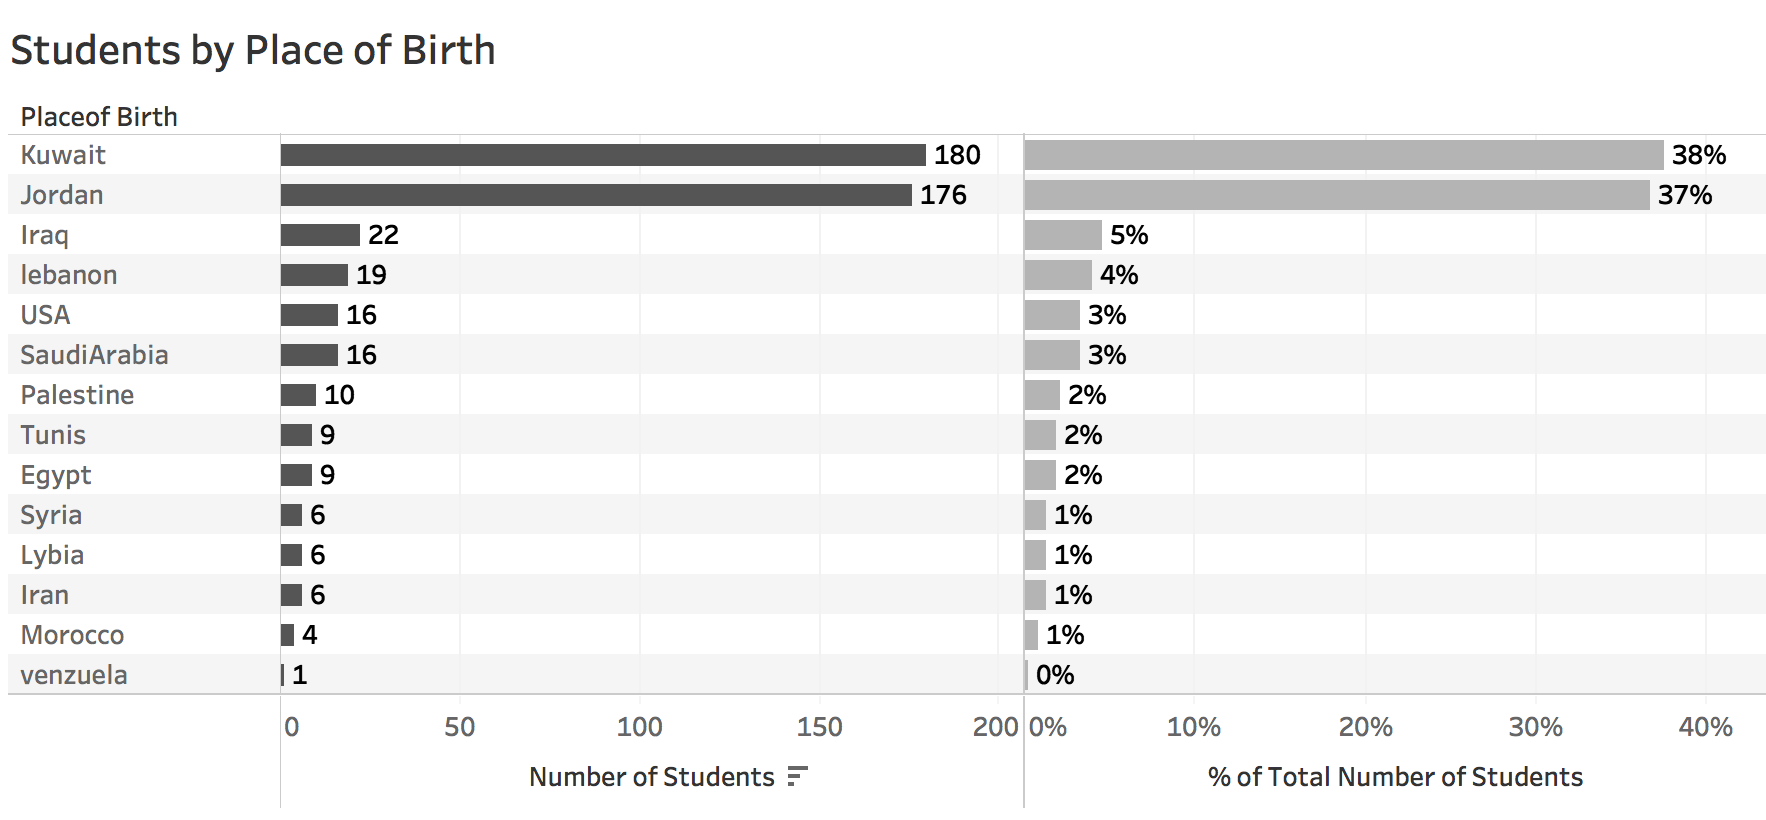 Students by Place of Birth
Placeof Birth
Kuwait 180 38%
Jordan 176 37%
Iraq 22 5%
lebanon 19 4%
USA 16 3%
SaudiArabia 16 3%
Palestine 10 2%
Tunis 9 2%
Egypt 9 2%
Syria 6 1%
Lybia 6 1%
Iran 6 1%
Morocco 4 1%
venzuela 1 0%
0 50 100 150 200 0% 10% 20% 30% 40%
Number of Students % of Total Number of Students